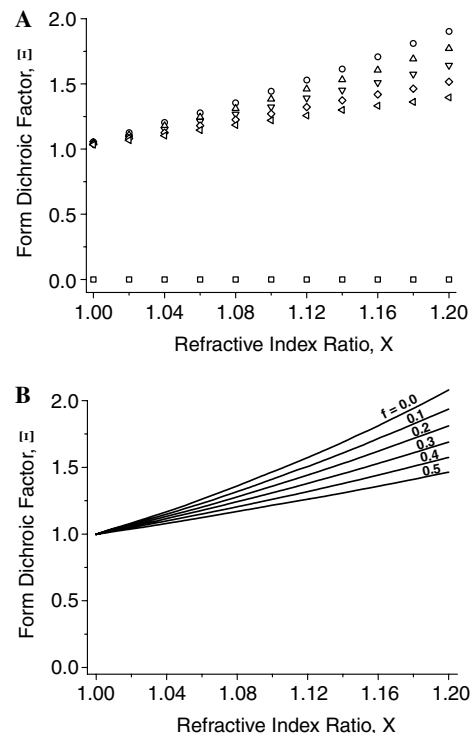 A
Form Dichroic Factor, Ξ
2.0
1.5
1.0
0.5
0.0
1.00 1.04 1.08 1.12 1.16 1.20
Refractive Index Ratio, X
B
Form Dichroic Factor, Ξ
2.0
1.5
1.0
0.5
0.0
f = 0.0
0.1
0.2
0.3
0.4
0.5
1.00 1.04 1.08 1.12 1.16 1.20
Refractive Index Ratio, X